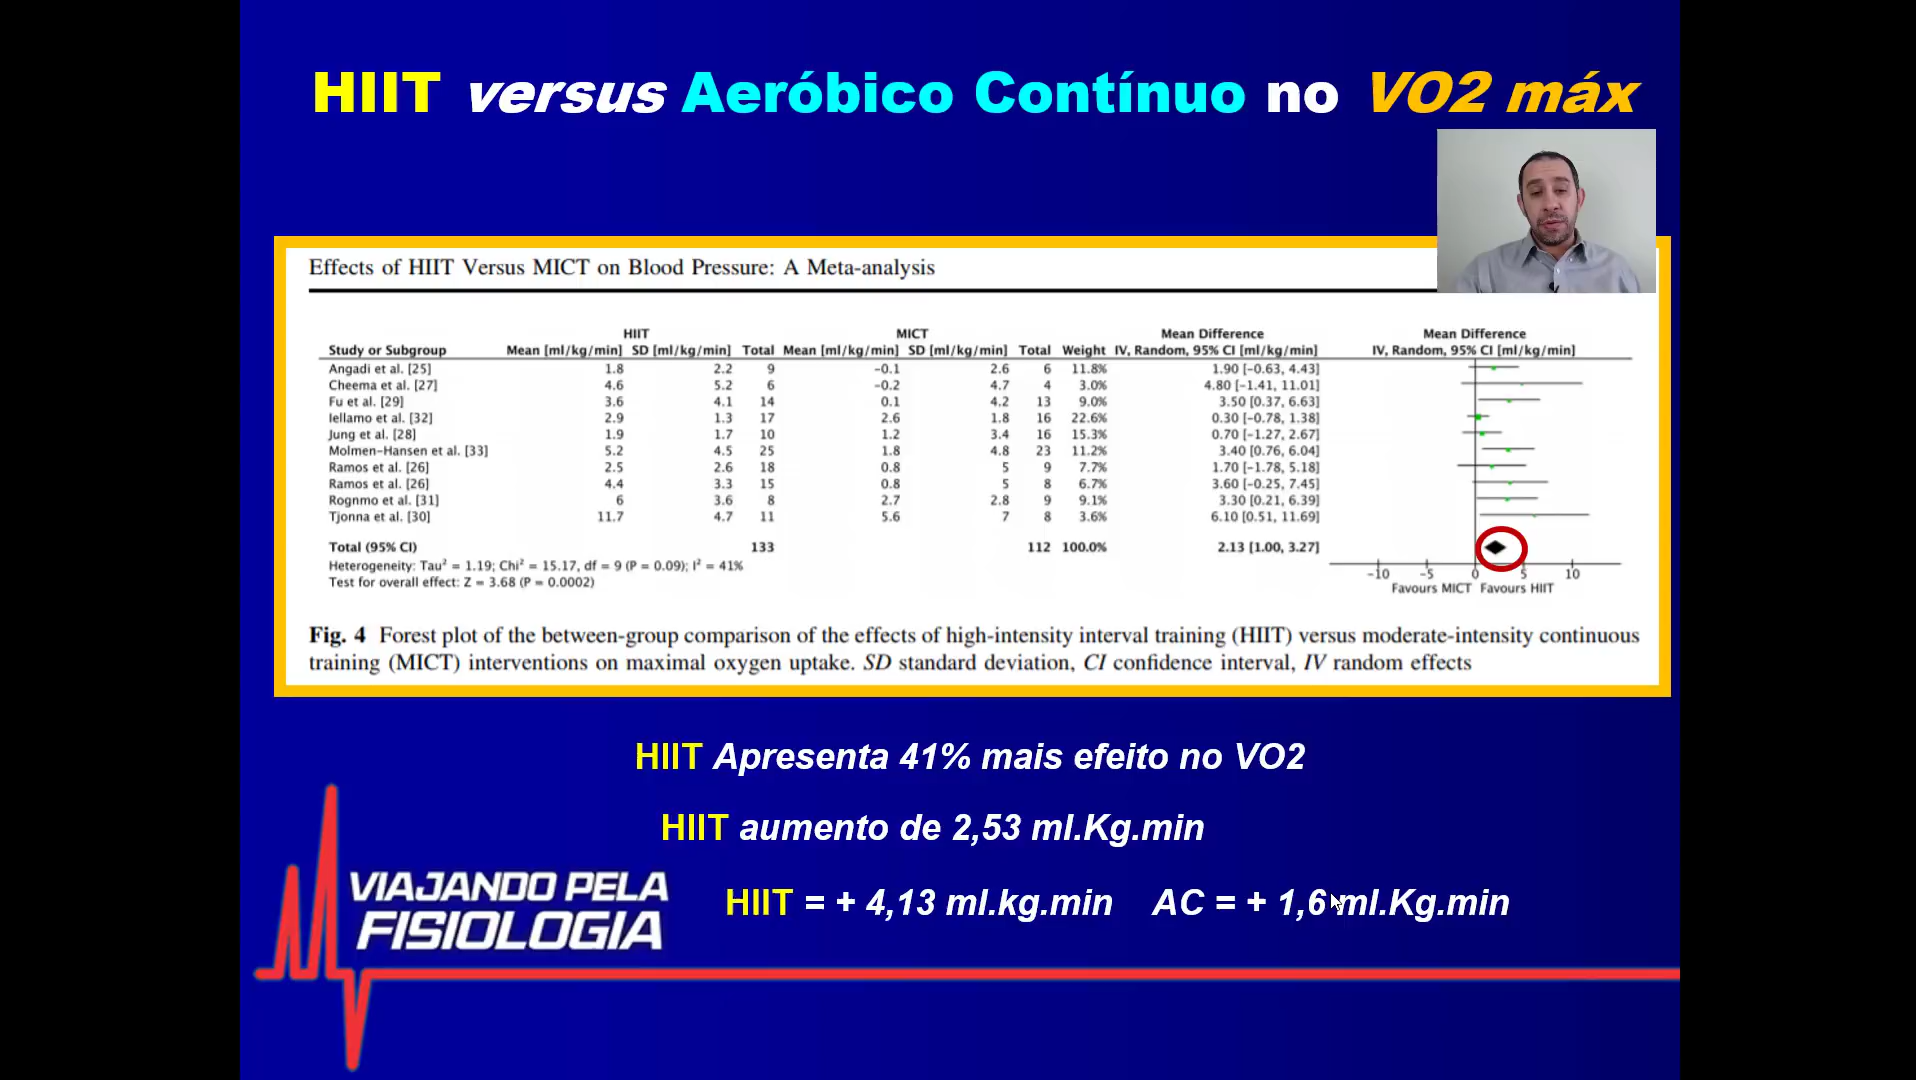 HIIT versus Aeróbico Contínuo no VO2 máx
Effects of HIIT Versus MICT on Blood Pressure: A Meta-analysis
HIIT MICT Mean Difference Mean Difference
Study or Subgroup Mean [ml/kg/min] SD [ml/kg/min] Total Mean [ml/kg/min] SD [ml/kg/min] Total Weight IV, Random, 95% CI [ml/kg/min] IV, Random, 95% CI [ml/kg/min]
Angadi et al. [25] 1.8 2.2 9 -0.1 2.6 6 11.8% 1.90 [-0.63, 4.43]
Cheema et al. [27] 4.6 5.2 6 -0.2 4.7 4 3.0% 4.80 [-1.41, 11.01]
Fu et al. [29] 3.6 4.1 14 0.1 4.2 13 9.0% 3.50 [0.37, 6.63]
Iellamo et al. [32] 2.9 1.3 17 2.6 1.8 16 22.6% 0.30 [-0.78, 1.38]
Jung et al. [28] 1.9 1.7 10 1.2 3.4 16 15.3% 0.70 [-1.27, 2.67]
Molmen-Hansen et al. [33] 5.2 4.5 25 1.8 4.8 23 11.2% 3.40 [0.76, 6.04]
Ramos et al. [26] 2.5 2.6 18 0.8 5 9 7.7% 1.70 [-1.78, 5.18]
Ramos et al. [26] 4.4 3.3 15 0.8 5 8 6.7% 3.60 [-0.25, 7.45]
Rognmo et al. [31] 6 3.6 8 2.7 2.8 9 9.1% 3.30 [0.21, 6.39]
Tjonna et al. [30] 11.7 4.7 11 5.6 7 8 3.6% 6.10 [0.51, 11.69]
Total (95% CI) 133 112 100.0% 2.13 [1.00, 3.27]
Heterogeneity: Tau² = 1.19; Chi² = 15.17, df = 9 (P = 0.09); I² = 41%
Test for overall effect: Z = 3.68 (P = 0.0002)
-10 -5 0 5 10
Favours MICT Favours HIIT
Fig. 4 Forest plot of the between-group comparison of the effects of high-intensity interval training (HIIT) versus moderate-intensity continuous
training (MICT) interventions on maximal oxygen uptake. SD standard deviation, CI confidence interval, IV random effects
HIIT Apresenta 41% mais efeito no VO2
HIIT aumento de 2,53 ml.Kg.min
HIIT = + 4,13 ml.kg.min AC = + 1,6 ml.Kg.min
VIAJANDO PELA
FISIOLOGIA